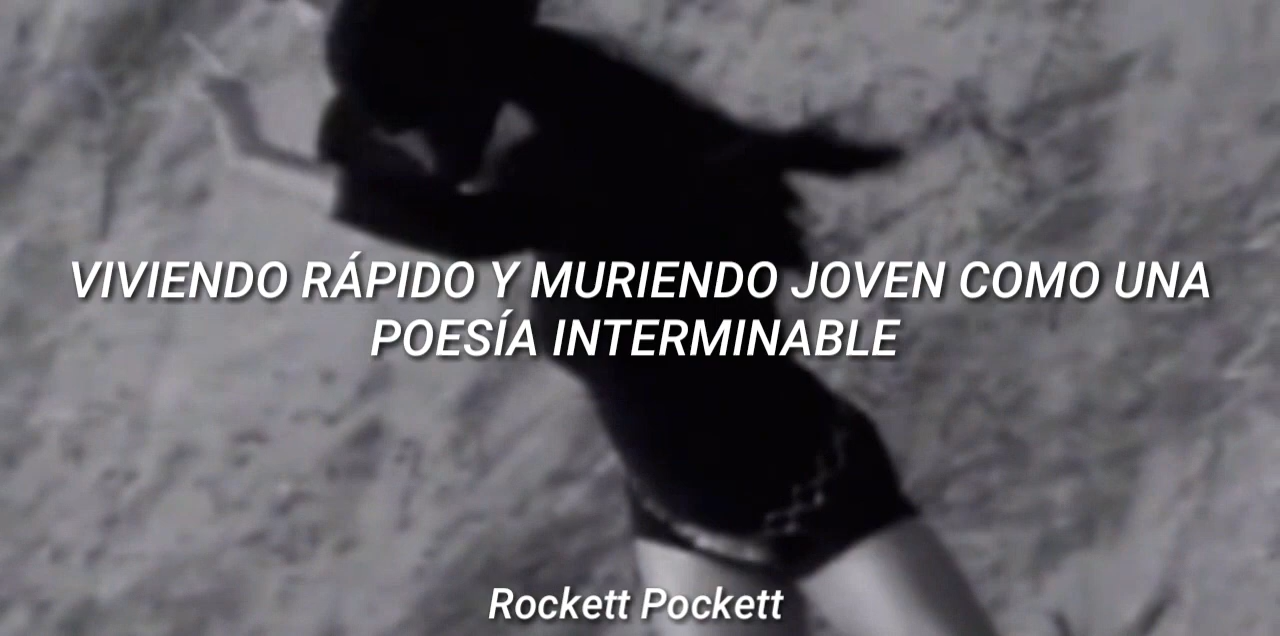 VIVIENDO RÁPIDO Y MURIENDO JOVEN COMO UNA
POESÍA INTERMINABLE
Rockett Pockett